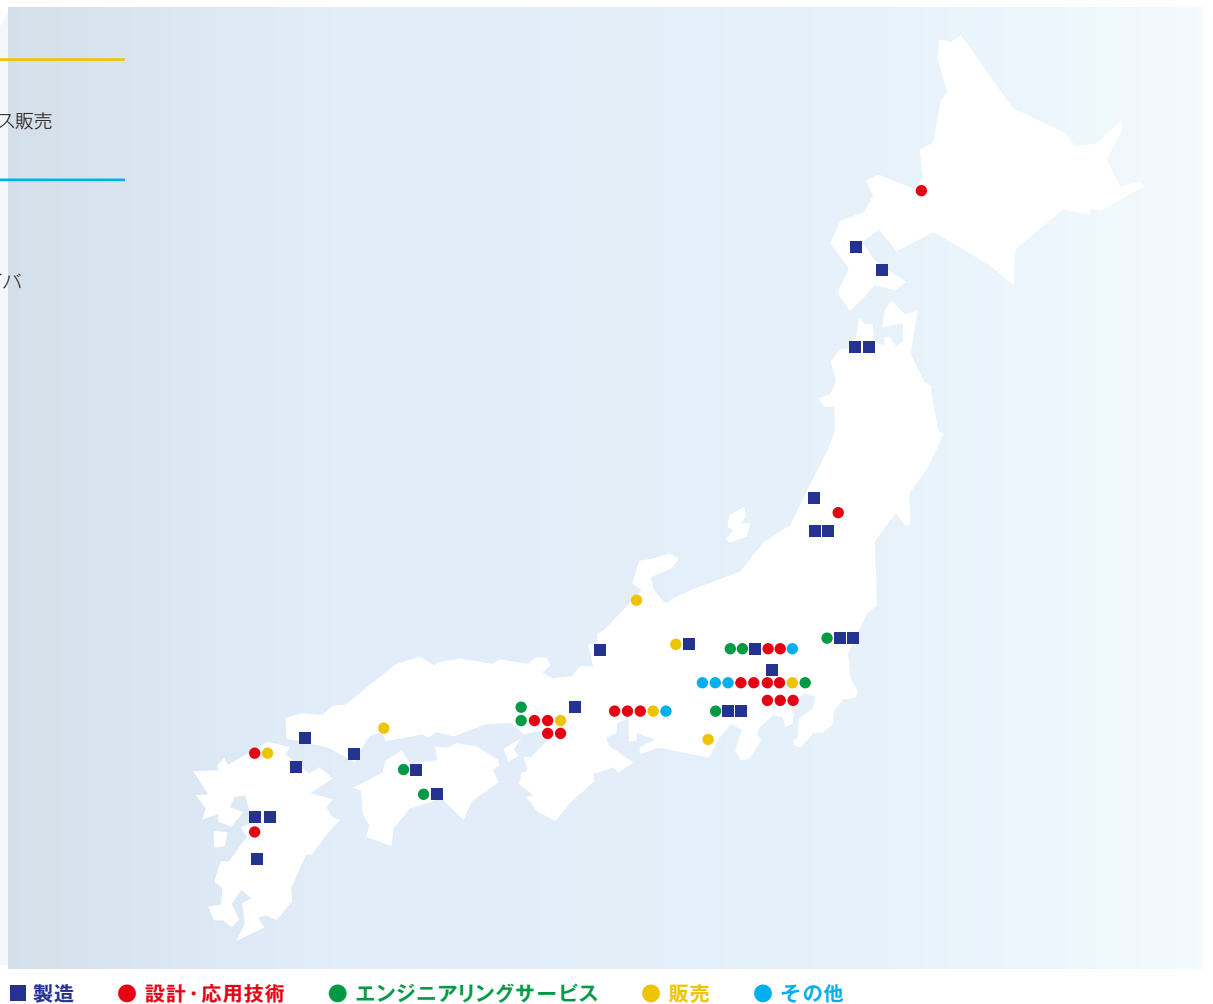 ス販売
バ
製造
設計・応用技術
エンジニアリングサービス
販売
その他